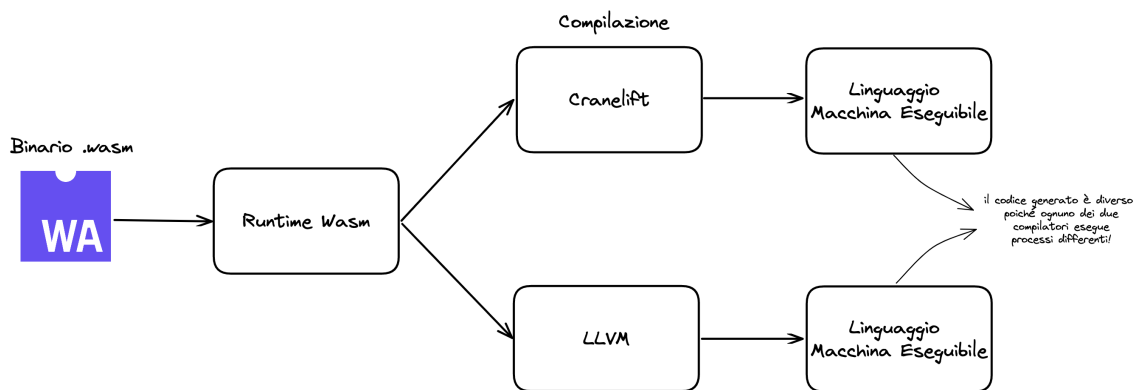 Compilazione
Cranelift
Linguaggio
Macchina Eseguibile
Binario .wasm
WA
Runtime Wasm
il codice generato è diverso
poiché ognuno dei due
compilatori esegue
processi differenti!
LLVM
Linguaggio
Macchina Eseguibile